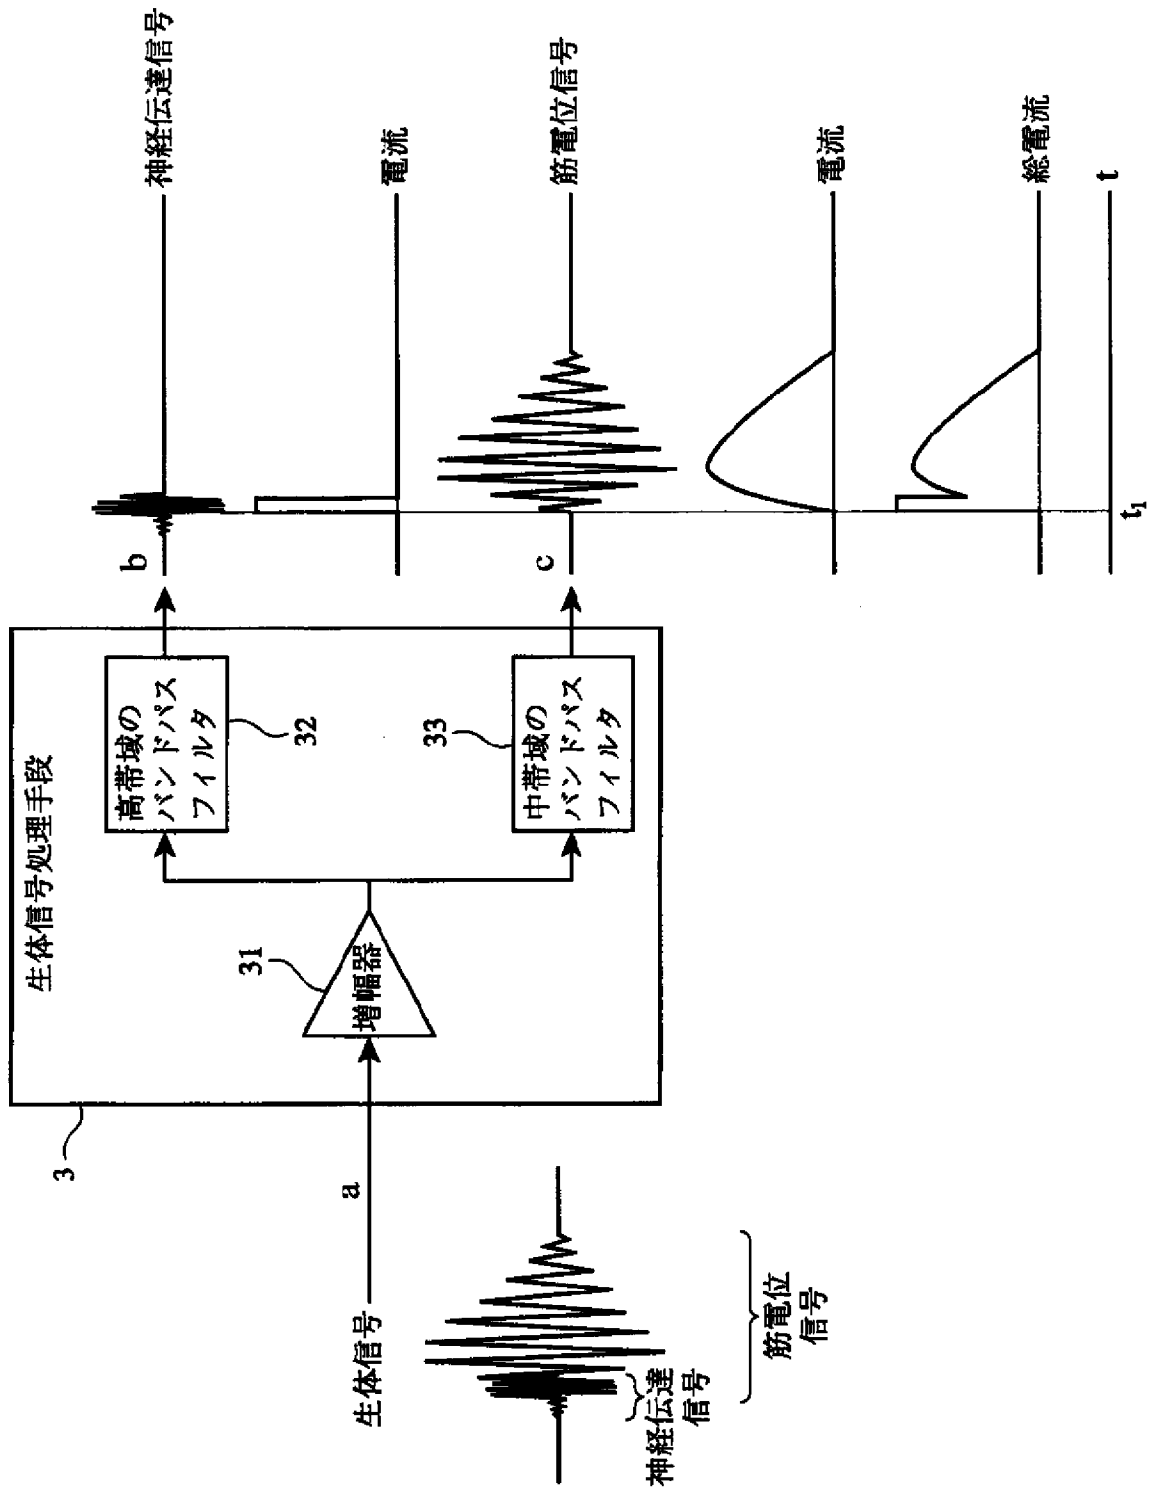 生体信号処理手段
3
生体信号
a
増幅器
31
高帯域の
バンドパス
フィルタ
32
中帯域の
バンドパス
フィルタ
33
b
神経伝達信号
電流
c
筋電位信号
電流
総電流
t
t1
神経伝達
信号
筋電位
信号